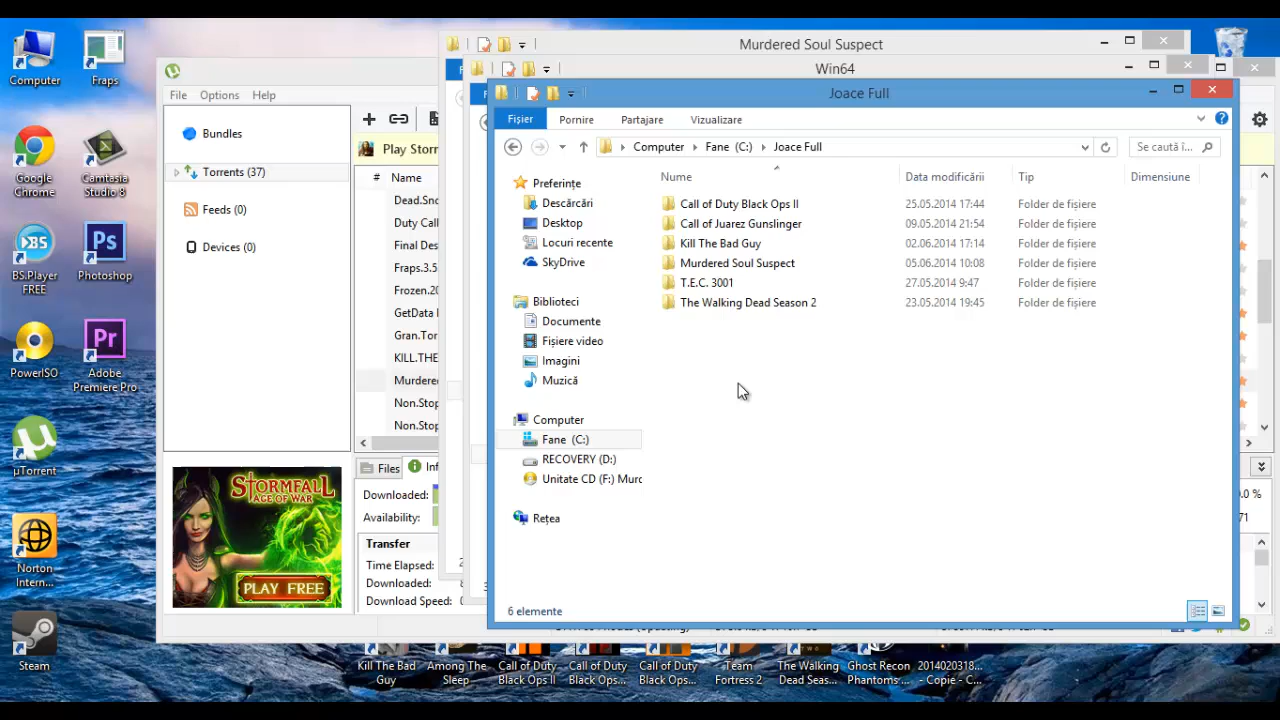 Computer
Fraps
Google
Chrome
Camtasia
Studio 8
BS.Player
FREE
Photoshop
PowerISO
Adobe
Premiere Pro
µTorrent
Norton
Intern...
Steam
File Options Help
Bundles
Torrents (37)
Feeds (0)
Devices (0)
STORMFALL
AGE OF WAR
PLAY FREE
Play Storm
# Name
Dead.Sno
Duty Call
Final Des
Fraps.3.5
Frozen.20
GetData
Gran.Tor
KILL.THE
Murdered
Non.Stop
Non.Stop
Files
Downloaded:
Availability:
Transfer
Time Elapsed:
Downloaded:
Download Speed:
Murdered Soul Suspect
Win64
Joace Full
Fișier Pornire Partajare Vizualizare
Computer Fane (C:) Joace Full
Se caută î...
Preferințe
Descărcări
Desktop
Locuri recente
SkyDrive
Biblioteci
Documente
Fișiere video
Imagini
Muzică
Computer
Fane (C:)
RECOVERY (D:)
Unitate CD (F:) Murc
Rețea
Nume Data modificării Tip Dimensiune
Call of Duty Black Ops II 25.05.2014 17:44 Folder de fișiere
Call of Juarez Gunslinger 09.05.2014 21:54 Folder de fișiere
Kill The Bad Guy 02.06.2014 17:14 Folder de fișiere
Murdered Soul Suspect 05.06.2014 10:08 Folder de fișiere
T.E.C. 3001 27.05.2014 9:47 Folder de fișiere
The Walking Dead Season 2 23.05.2014 19:45 Folder de fișiere
6 elemente
Kill The Bad
Guy
Among The
Sleep
Call of Duty
Black Ops II
Call of Duty
Black Ops...
Call of Duty
Black Ops...
Team
Fortress 2
The Walking
Dead Seas...
Ghost Recon
Phantoms...
2014020318...
- Copie - C...